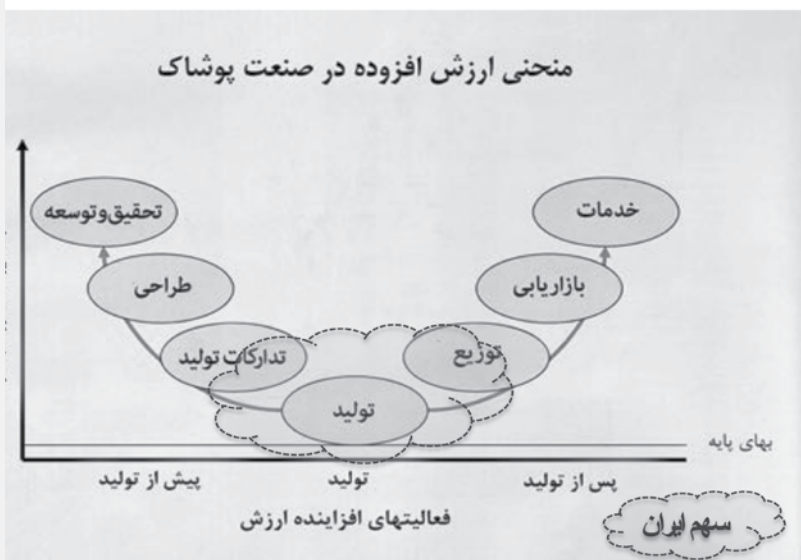 منحنی ارزش افزوده در صنعت پوشاک
تحقیق‌و‌توسعه
خدمات
طراحی
بازاریابی
تدارکات تولید
توزیع
تولید
بهای پایه
پیش از تولید
تولید
پس از تولید
فعالیتهای افزاینده ارزش
سهم ایران